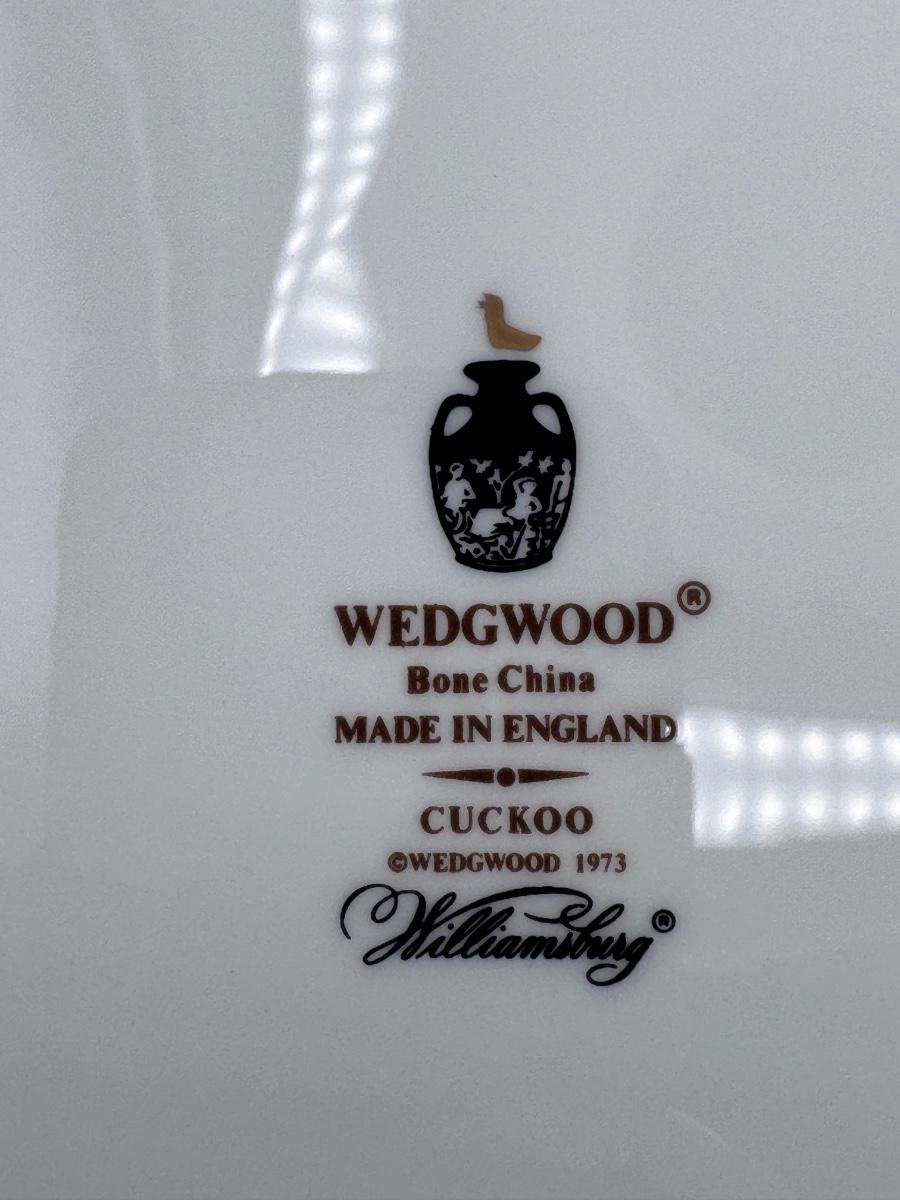 WEDGWOOD®
Bone China
MADE IN ENGLAND
CUCKOO
©WEDGWOOD 1973
Williamsburg®